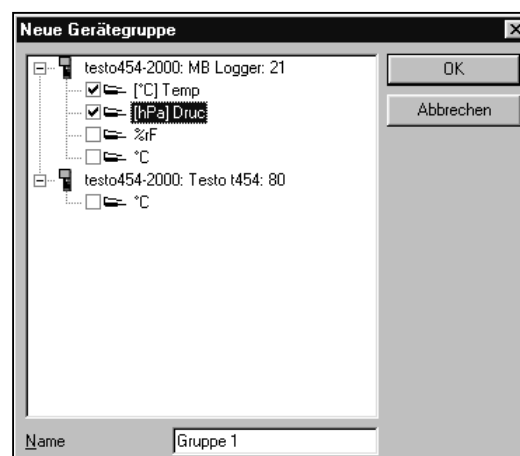 Neue Gerätegruppe
testo454-2000: MB Logger: 21
[°C] Temp
[hPa] Druc
%rF
°C
testo454-2000: Testo t454: 80
°C
OK
Abbrechen
Name
Gruppe 1